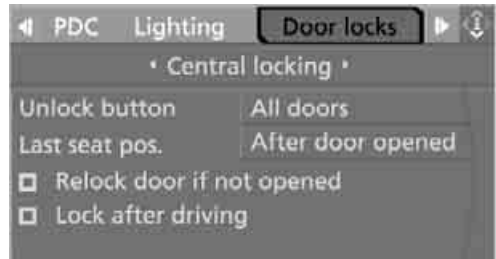 PDC Lighting Door locks
Central locking
Unlock button All doors
Last seat pos. After door opened
Relock door if not opened
Lock after driving